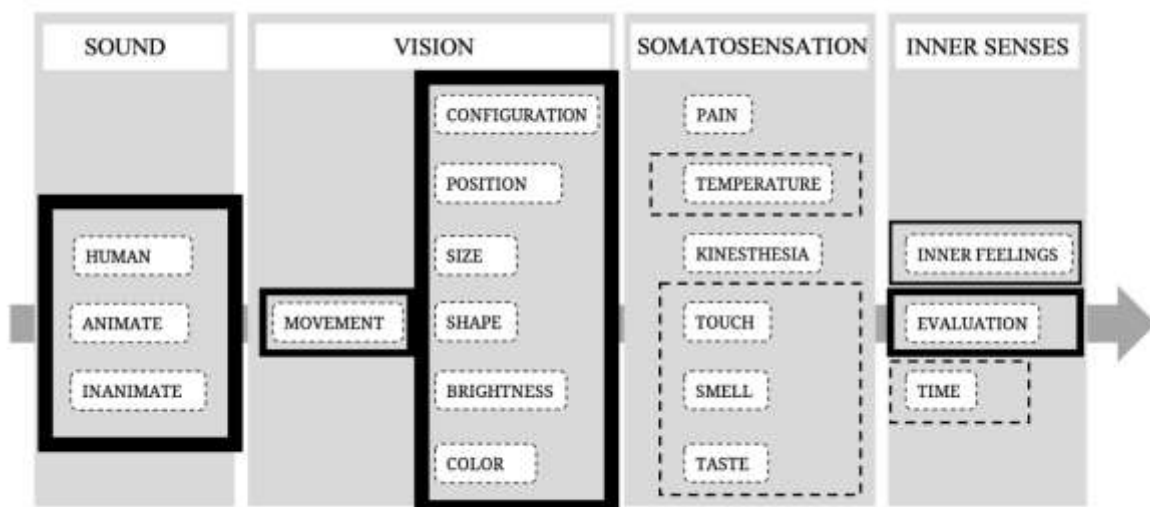 SOUND
VISION
SOMATOSENSATION
INNER SENSES
HUMAN
ANIMATE
INANIMATE
MOVEMENT
CONFIGURATION
POSITION
SIZE
SHAPE
BRIGHTNESS
COLOR
PAIN
TEMPERATURE
KINESTHESIA
TOUCH
SMELL
TASTE
INNER FEELINGS
EVALUATION
TIME